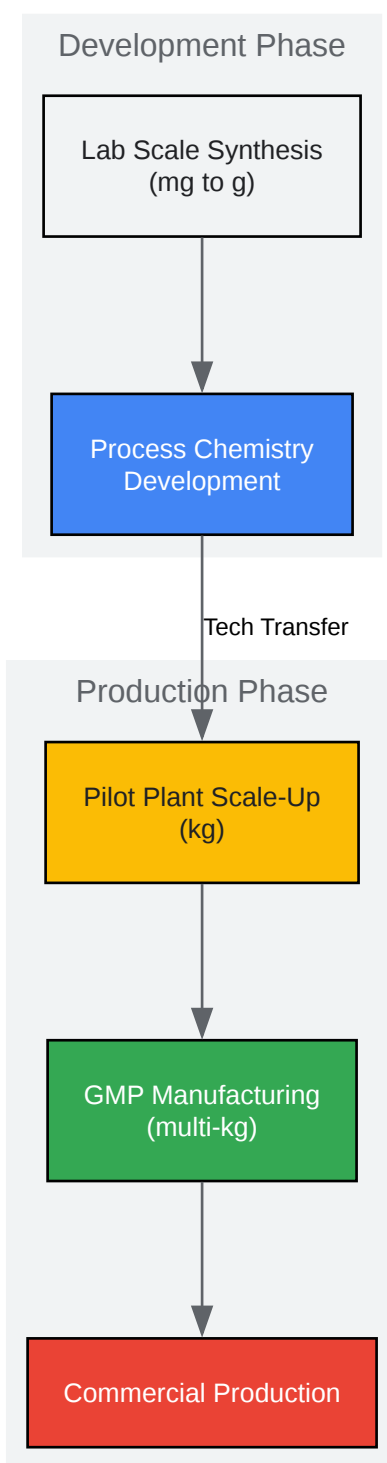 Development Phase
Lab Scale Synthesis
(mg to g)
Process Chemistry
Development
Tech Transfer
Production Phase
Pilot Plant Scale-Up
(kg)
GMP Manufacturing
(multi-kg)
Commercial Production